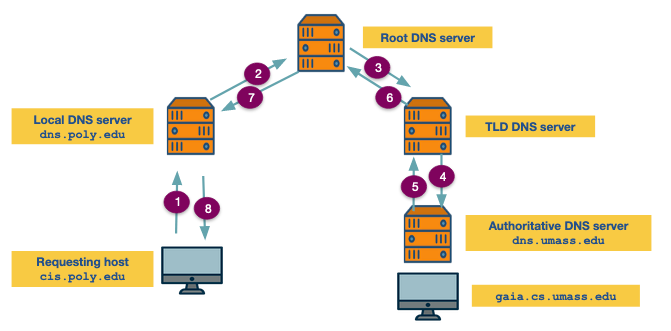 Root DNS server
2
3
7
6
Local DNS server
dns.poly.edu
TLD DNS server
1
8
5
4
Authoritative DNS server
dns.umass.edu
Requesting host
cis.poly.edu
gaia.cs.umass.edu